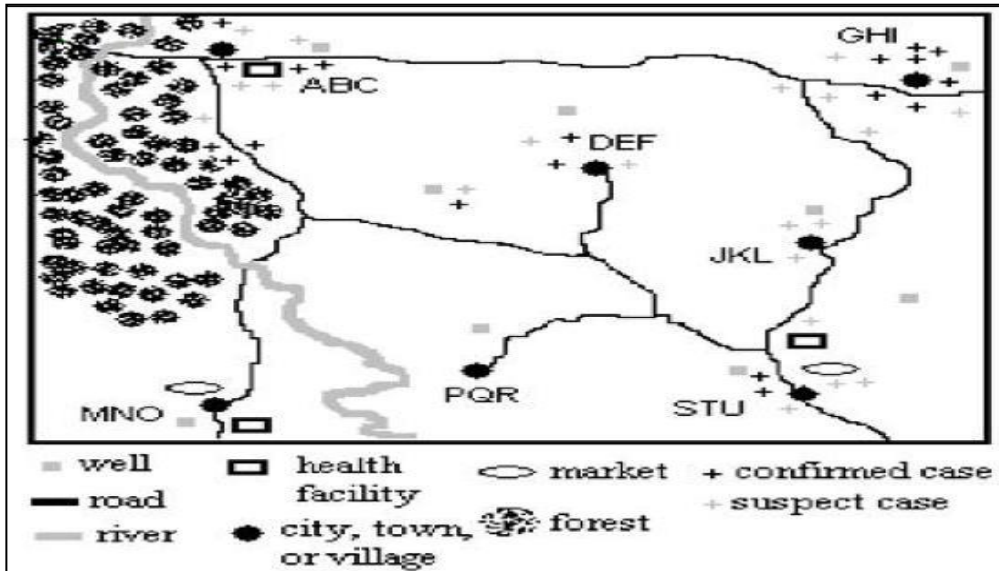 GHI
ABC
DEF
JKL
PQR
MNO
STU
well
health facility
market
confirmed case
road
suspect case
river
city, town, or village
forest